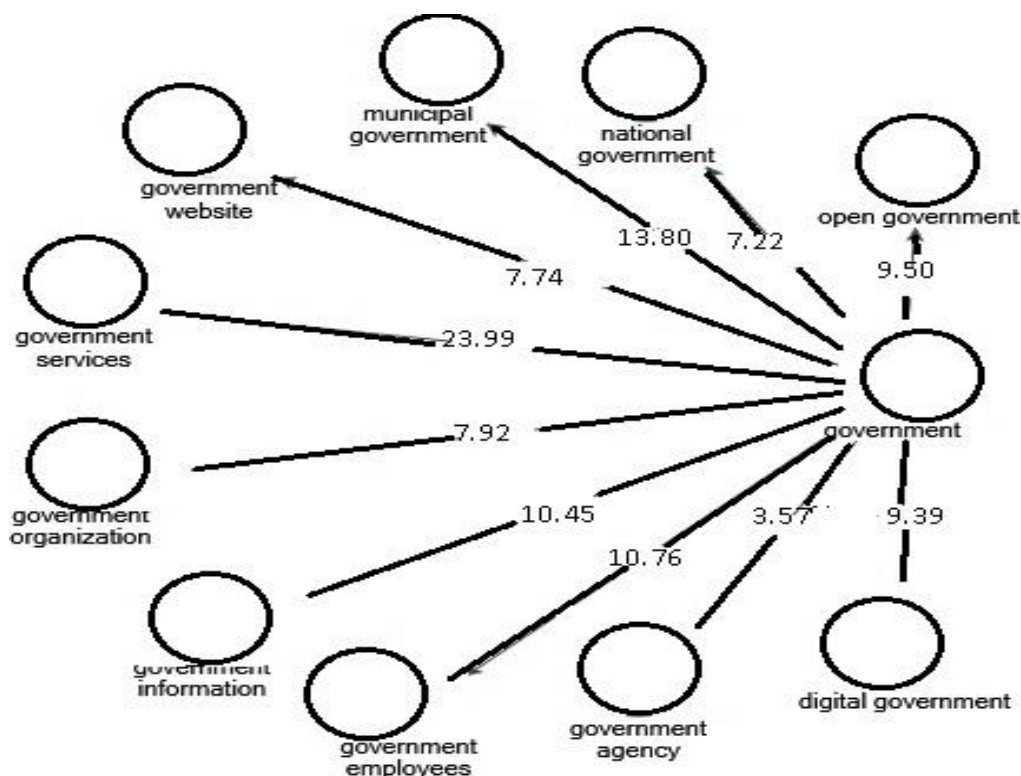 municipal
government
national
government
government
website
open government
13.80
7.22
9.50
7.74
government
services
23.99
government
7.92
government
organization
10.45
3.57
9.39
10.76
government
information
government
employees
government
agency
digital government